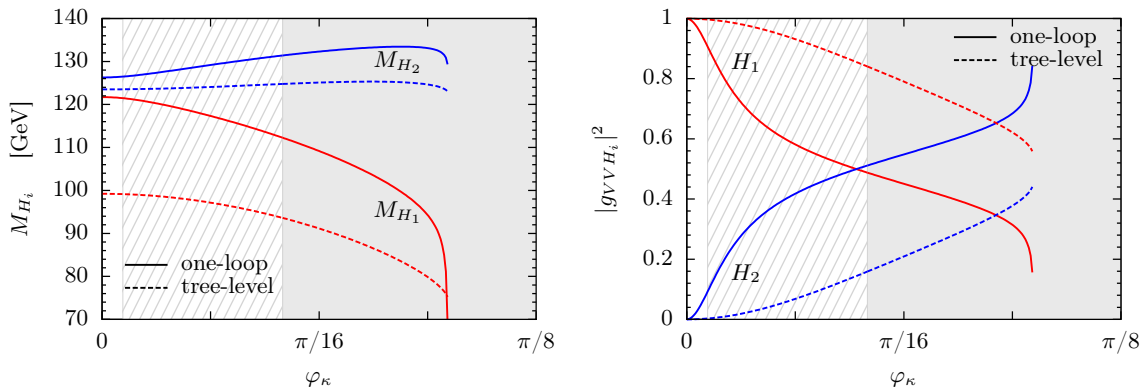 140
130
120
110
100
90
80
70
M_{H_i} [GeV]
M_{H_2}
M_{H_1}
one-loop
tree-level
0
π/16
π/8
φ_κ
1
0.8
0.6
0.4
0.2
0
|g_{VVH_i}|^2
one-loop
tree-level
H_1
H_2
0
π/16
π/8
φ_κ